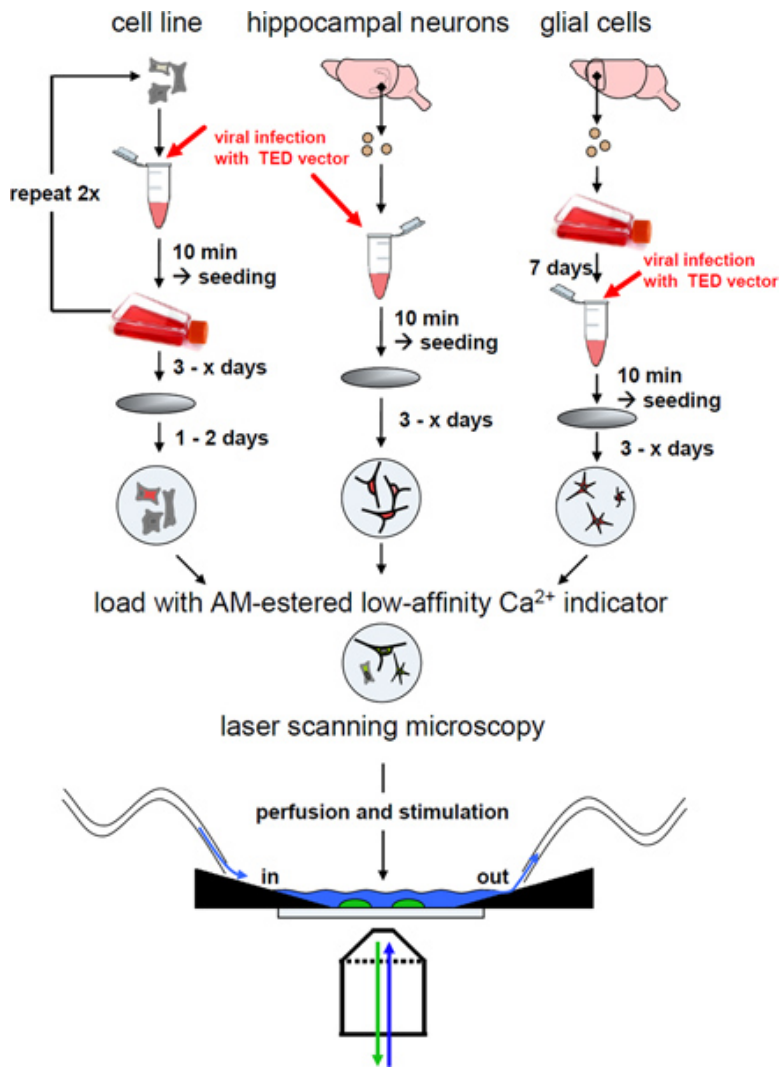 cell line
hippocampal neurons
glial cells
viral infection
with TED vector
repeat 2x
10 min
→ seeding
7 days
viral infection
with TED vector
10 min
→ seeding
3 - x days
10 min
→ seeding
1 - 2 days
3 - x days
3 - x days
load with AM-estered low-affinity Ca²⁺ indicator
laser scanning microscopy
perfusion and stimulation
in
out